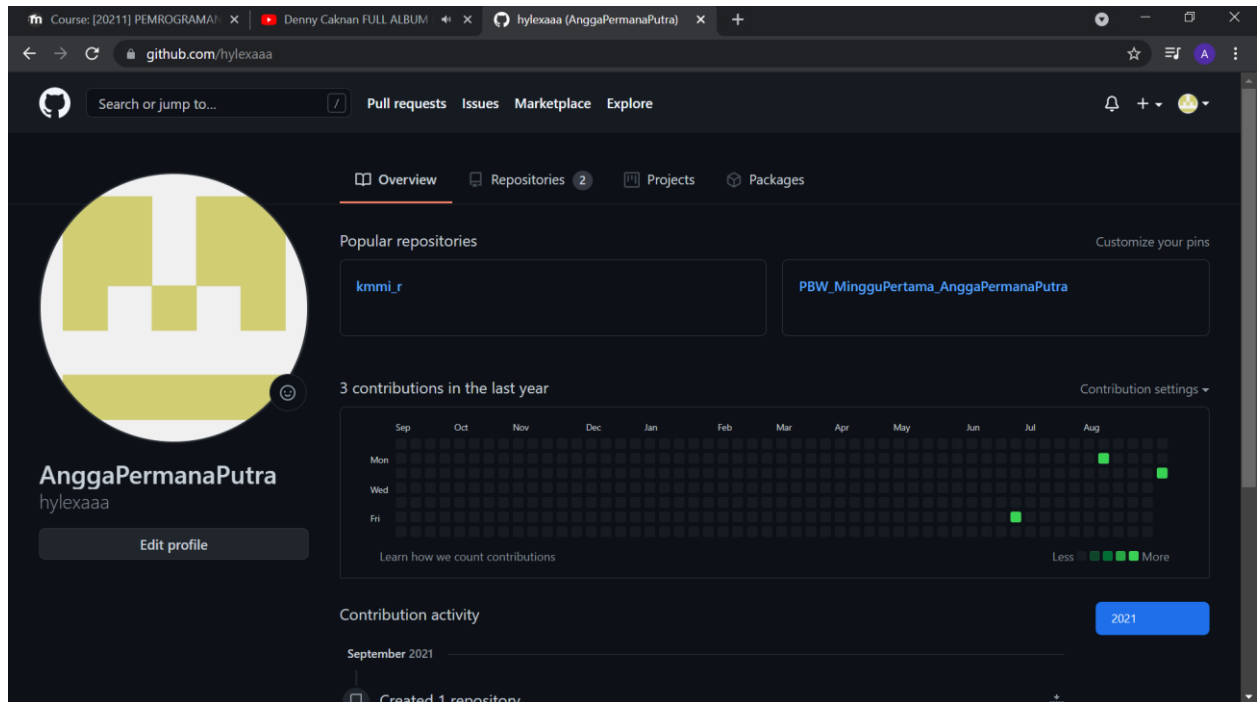 Course: [20211] PEMROGRAMAN
Denny Caknan FULL ALBUM
hylexaaa (AnggaPermanaPutra)
github.com/hylexaaa
A
Search or jump to...
/
Pull requests Issues Marketplace Explore
Overview Repositories 2 Projects Packages
Popular repositories
Customize your pins
kmmi_r
PBW_MingguPertama_AnggaPermanaPutra
3 contributions in the last year
Contribution settings
Sep Oct Nov Dec Jan Feb Mar Apr May Jun Jul Aug
Mon
Wed
Fri
Learn how we count contributions
Less More
AnggaPermanaPutra
hylexaaa
Edit profile
Contribution activity
2021
September 2021
Created 1 repository